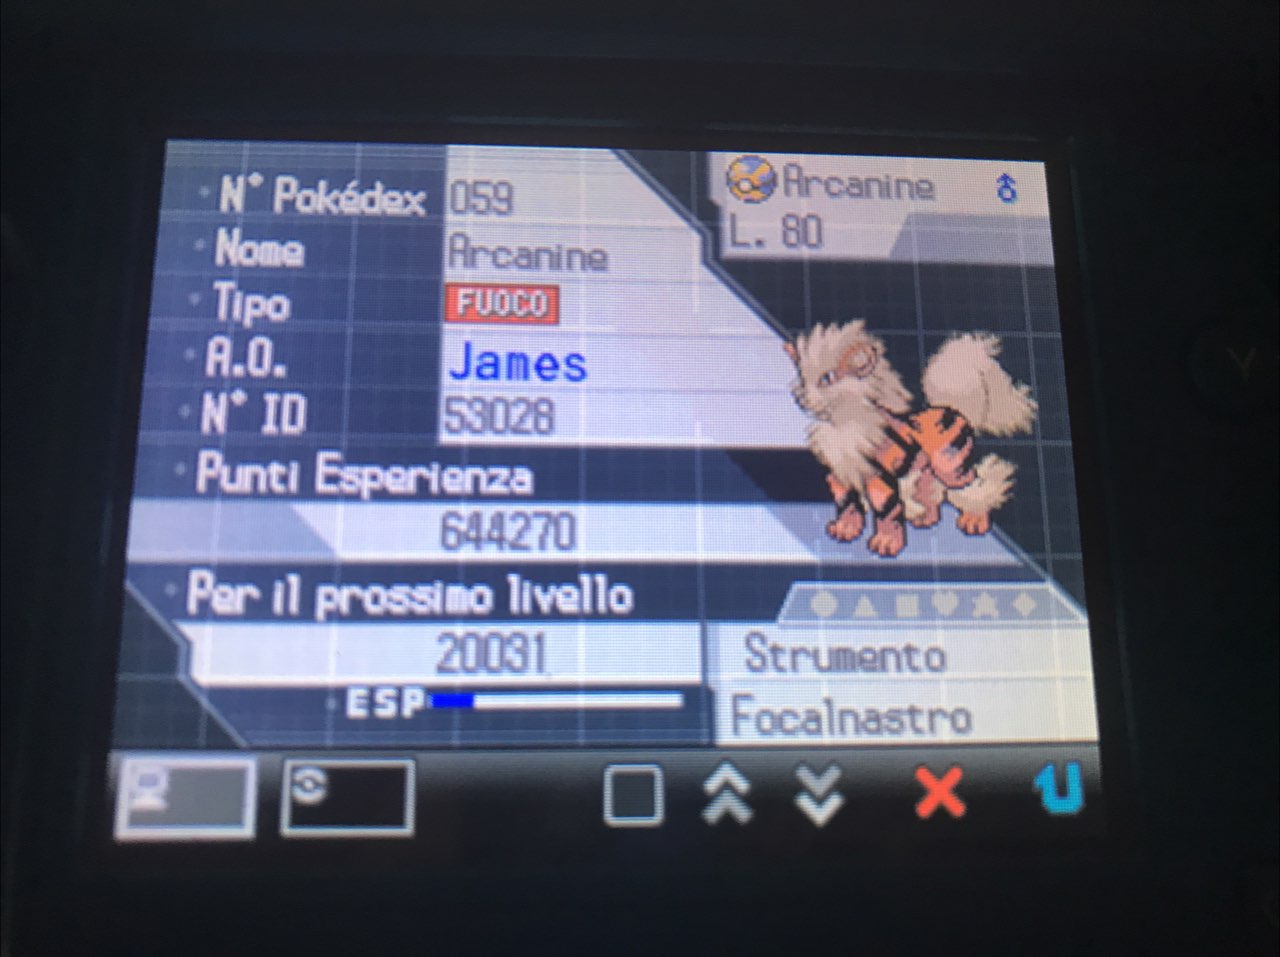 N° Pokédex 059
Arcanine ♂
L. 80
Nome Arcanine
Tipo FUOCO
A.O. James
N° ID 53028
Punti Esperienza
644270
Per il prossimo livello
20031
ESP
Strumento
Focalnastro
Y